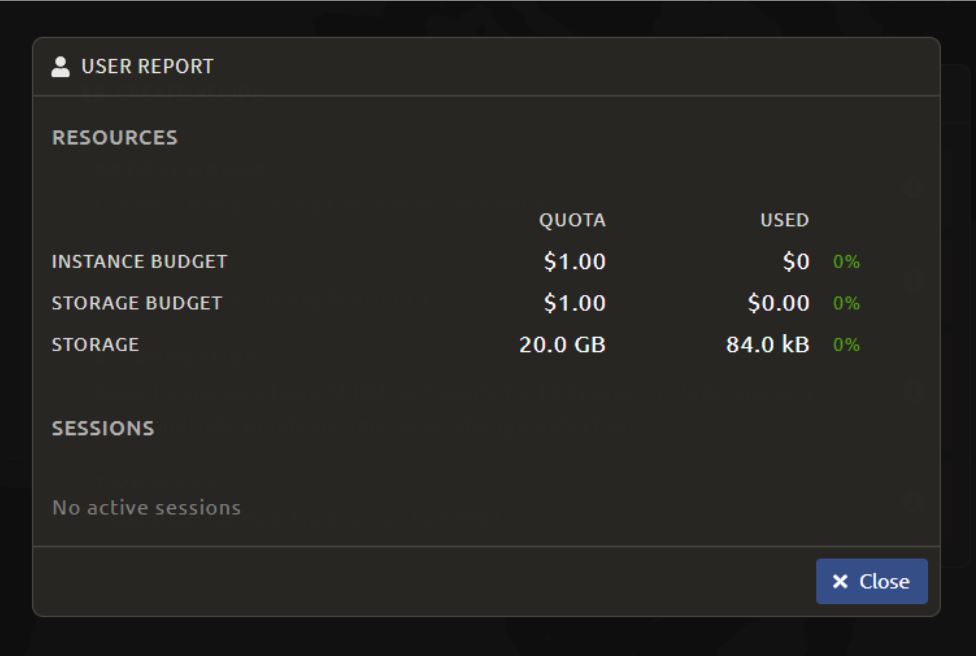 USER REPORT
RESOURCES
QUOTA USED
INSTANCE BUDGET $1.00 $0 0%
STORAGE BUDGET $1.00 $0.00 0%
STORAGE 20.0 GB 84.0 kB 0%
SESSIONS
No active sessions
Close